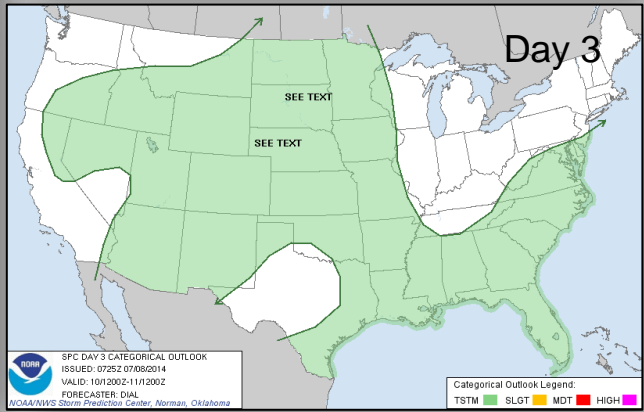 Day 3
SEE TEXT
SEE TEXT
NOAA
SPC DAY 3 CATEGORICAL OUTLOOK
ISSUED: 0725Z 07/08/2014
VALID: 10/1200Z-11/1200Z
FORECASTER: DIAL
NOAA/NWS Storm Prediction Center, Norman, Oklahoma
Categorical Outlook Legend:
TSTM SLGT MDT HIGH